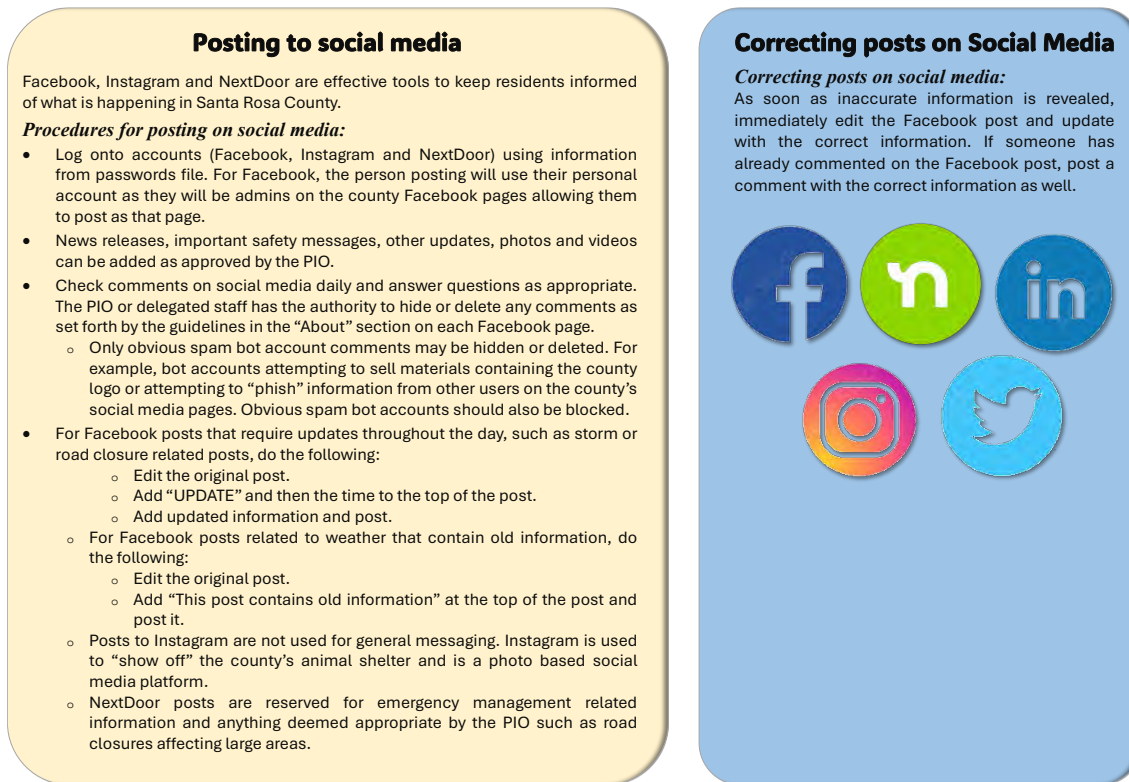 Posting to social media
Facebook, Instagram and NextDoor are effective tools to keep residents informed
of what is happening in Santa Rosa County.
Procedures for posting on social media:
• Log onto accounts (Facebook, Instagram and NextDoor) using information
from passwords file. For Facebook, the person posting will use their personal
account as they will be admins on the county Facebook pages allowing them
to post as that page.
• News releases, important safety messages, other updates, photos and videos
can be added as approved by the PIO.
• Check comments on social media daily and answer questions as appropriate.
The PIO or delegated staff has the authority to hide or delete any comments as
set forth by the guidelines in the “About” section on each Facebook page.
o Only obvious spam bot account comments may be hidden or deleted. For
example, bot accounts attempting to sell materials containing the county
logo or attempting to “phish” information from other users on the county’s
social media pages. Obvious spam bot accounts should also be blocked.
• For Facebook posts that require updates throughout the day, such as storm or
road closure related posts, do the following:
o Edit the original post.
o Add “UPDATE” and then the time to the top of the post.
o Add updated information and post.
o For Facebook posts related to weather that contain old information, do
the following:
o Edit the original post.
o Add “This post contains old information” at the top of the post and
post it.
o Posts to Instagram are not used for general messaging. Instagram is used
to “show off” the county’s animal shelter and is a photo based social
media platform.
o NextDoor posts are reserved for emergency management related
information and anything deemed appropriate by the PIO such as road
closures affecting large areas.
Correcting posts on Social Media
Correcting posts on social media:
As soon as inaccurate information is revealed,
immediately edit the Facebook post and update
with the correct information. If someone has
already commented on the Facebook post, post a
comment with the correct information as well.
f
n
in